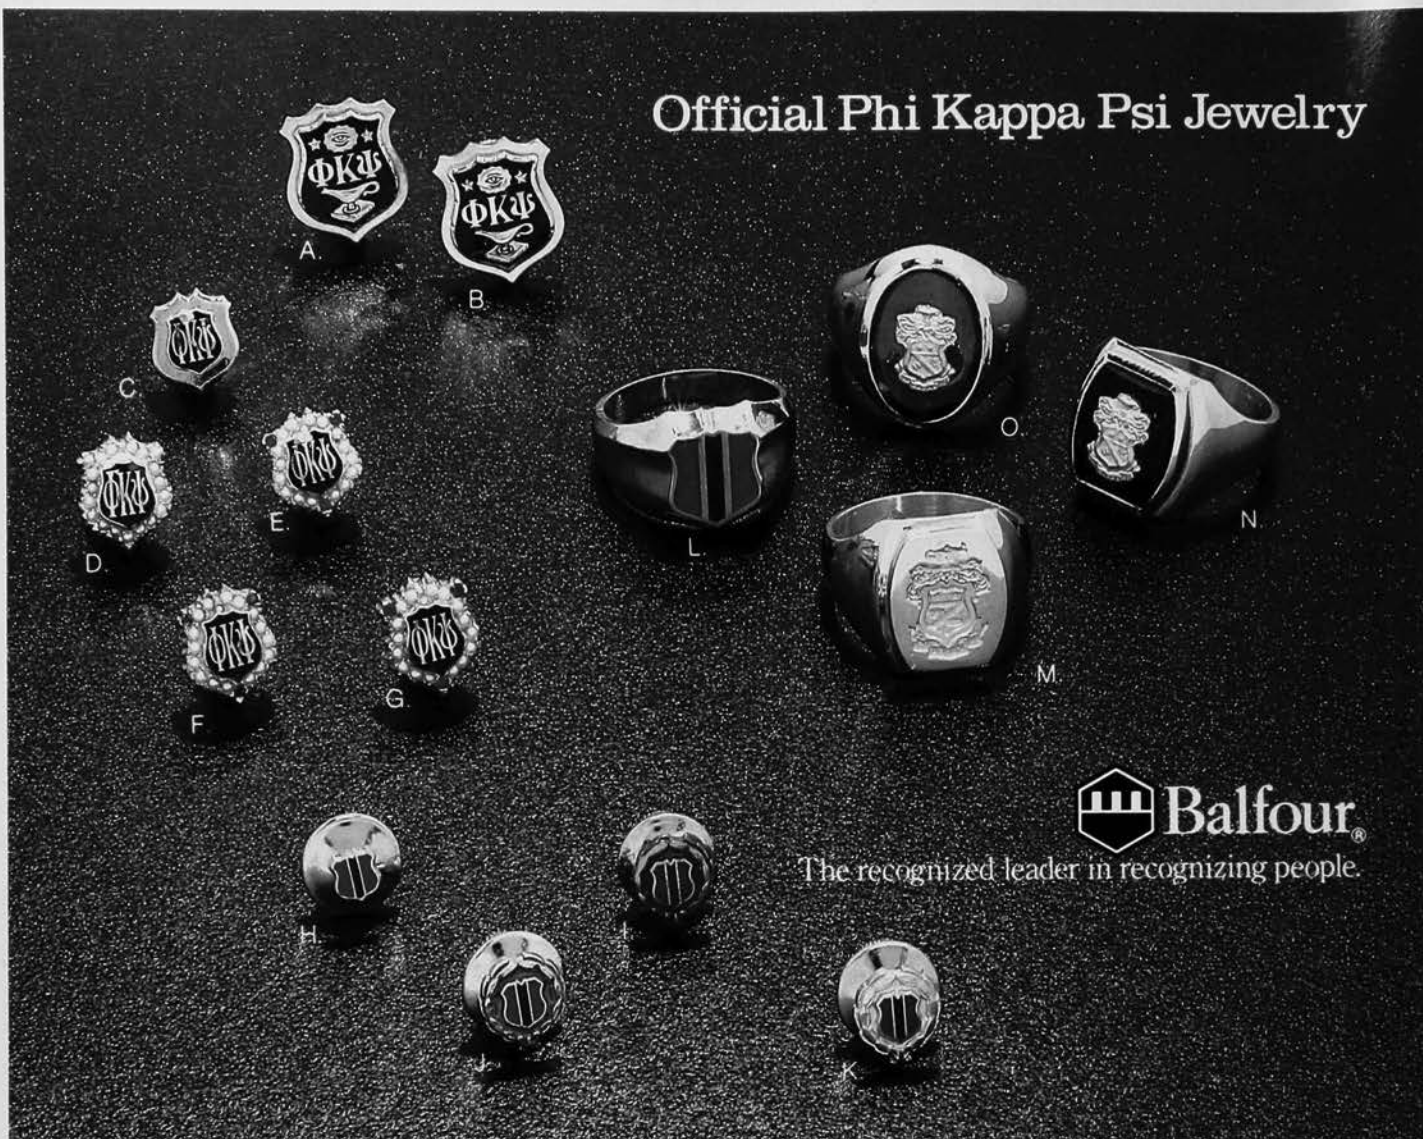 Official Phi Kappa Psi Jewelry
ΦΚΨ
A.
ΦΚΨ
B.
ΦΚΨ
C
O.
ΦΚΨ
E.
ΦΚΨ
D
N.
L.
ΦΚΨ
F
ΦΚΨ
G.
M.
Balfour®
The recognized leader in recognizing people.
H.
I.
J.
K